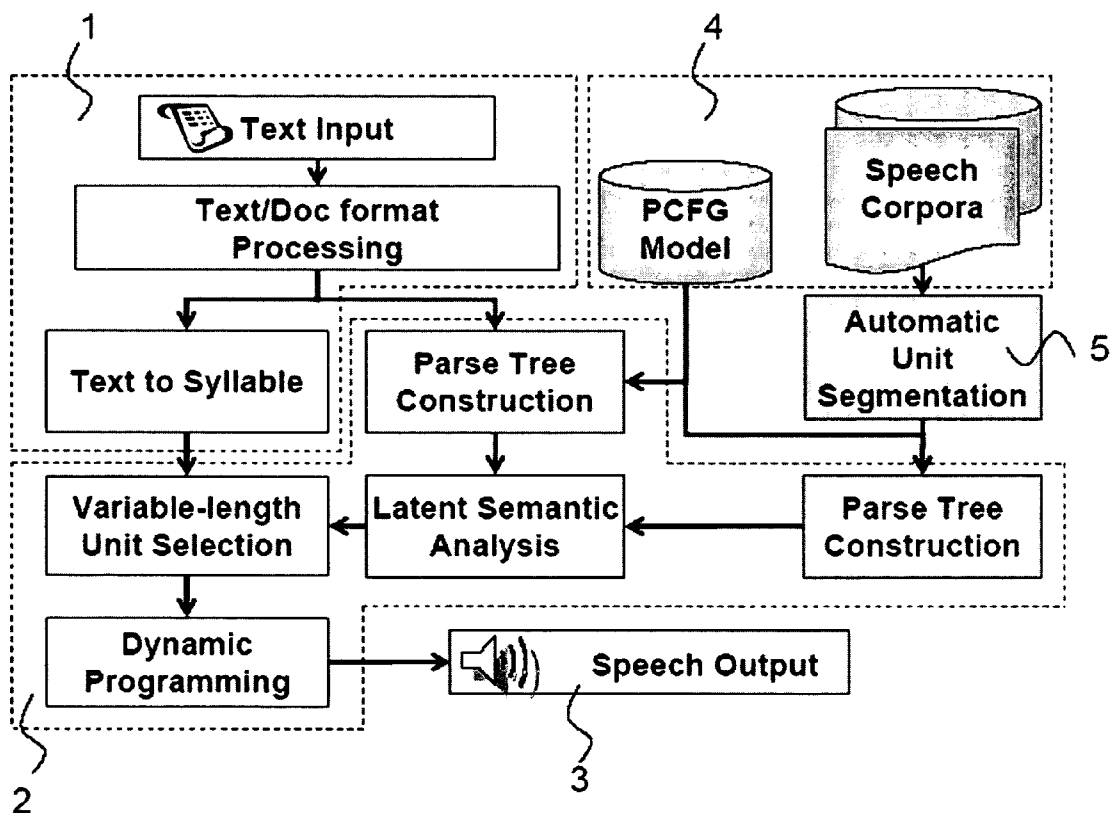 1
4
Text Input
Speech
Corpora
Text/Doc format
Processing
PCFG
Model
Automatic
Unit
Segmentation
5
Text to Syllable
Parse Tree
Construction
Variable-length
Unit Selection
Latent Semantic
Analysis
Parse Tree
Construction
Dynamic
Programming
Speech Output
3
2